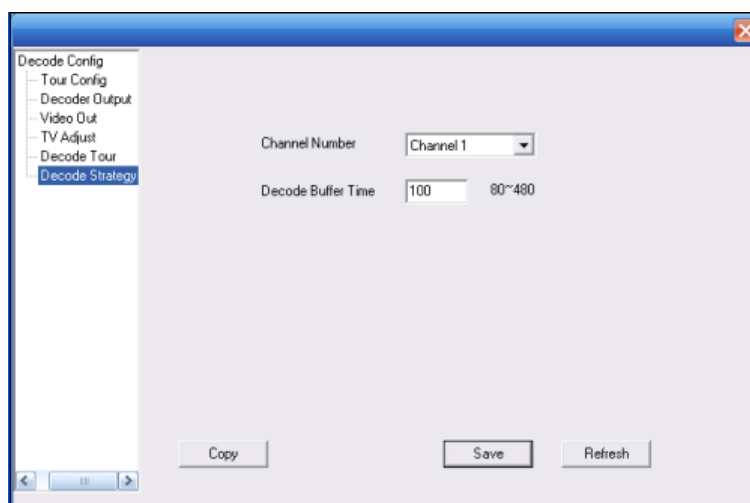 Decode Config
Tour Config
Decoder Output
Video Out
TV Adjust
Decode Tour
Decode Strategy
Channel Number
Channel 1
Decode Buffer Time
100
80~480
Copy
Save
Refresh